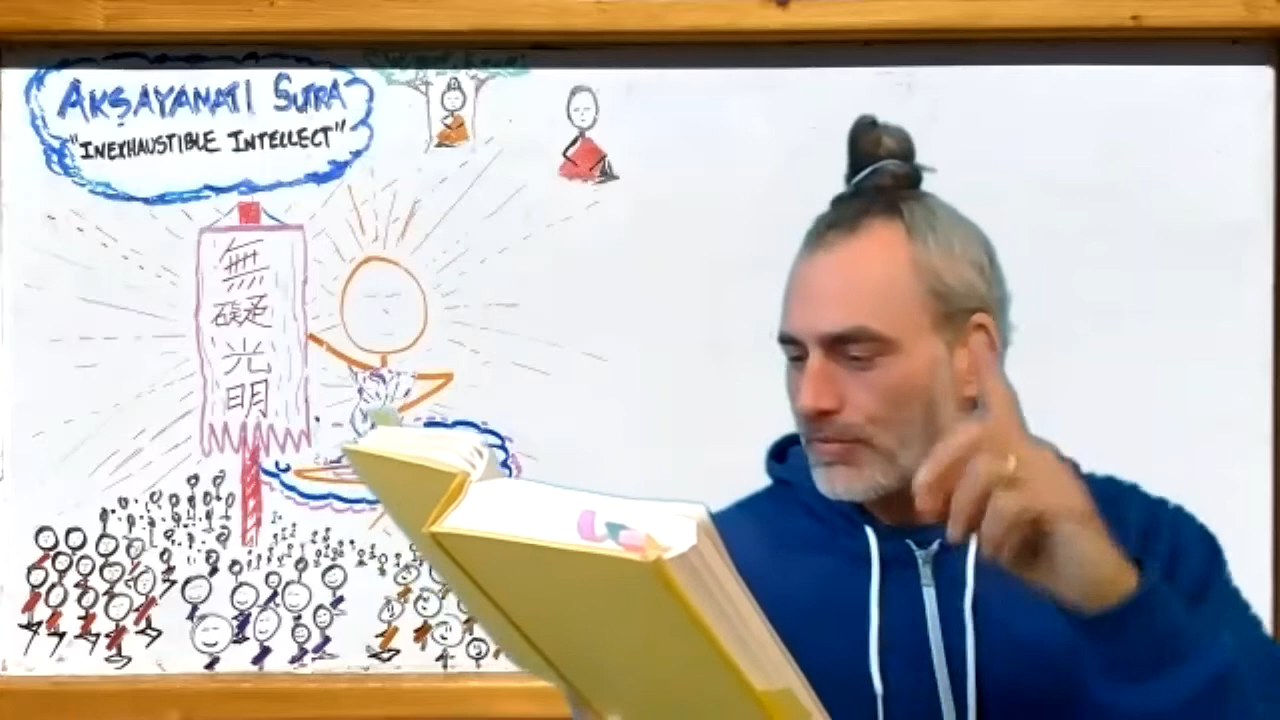 AKṢAYAMATI SUTRA
"INEXHAUSTIBLE INTELLECT"
無
礙
光
明